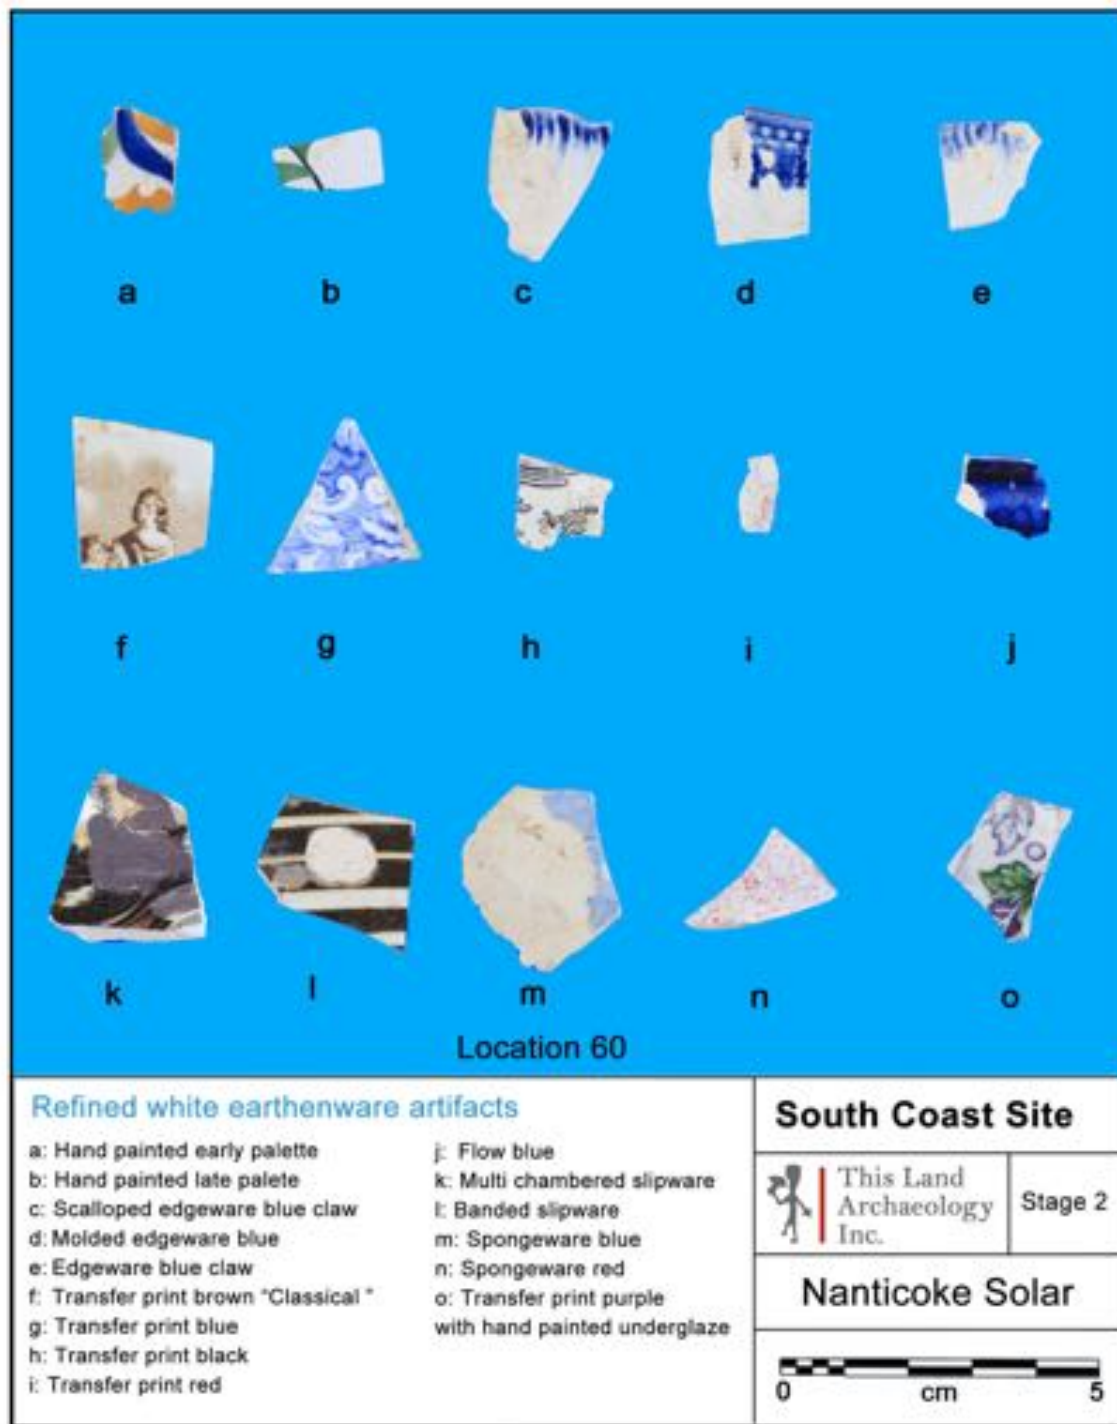 a b c d e
f g h i j
k l m n o
Location 60
Refined white earthenware artifacts
a: Hand painted early palette
b: Hand painted late palete
c: Scalloped edgeware blue claw
d: Molded edgeware blue
e: Edgeware blue claw
f: Transfer print brown "Classical "
g: Transfer print blue
h: Transfer print black
i: Transfer print red
j: Flow blue
k: Multi chambered slipware
l: Banded slipware
m: Spongeware blue
n: Spongeware red
o: Transfer print purple
with hand painted underglaze
South Coast Site
This Land
Archaeology
Inc.
Stage 2
Nanticoke Solar
0 cm 5